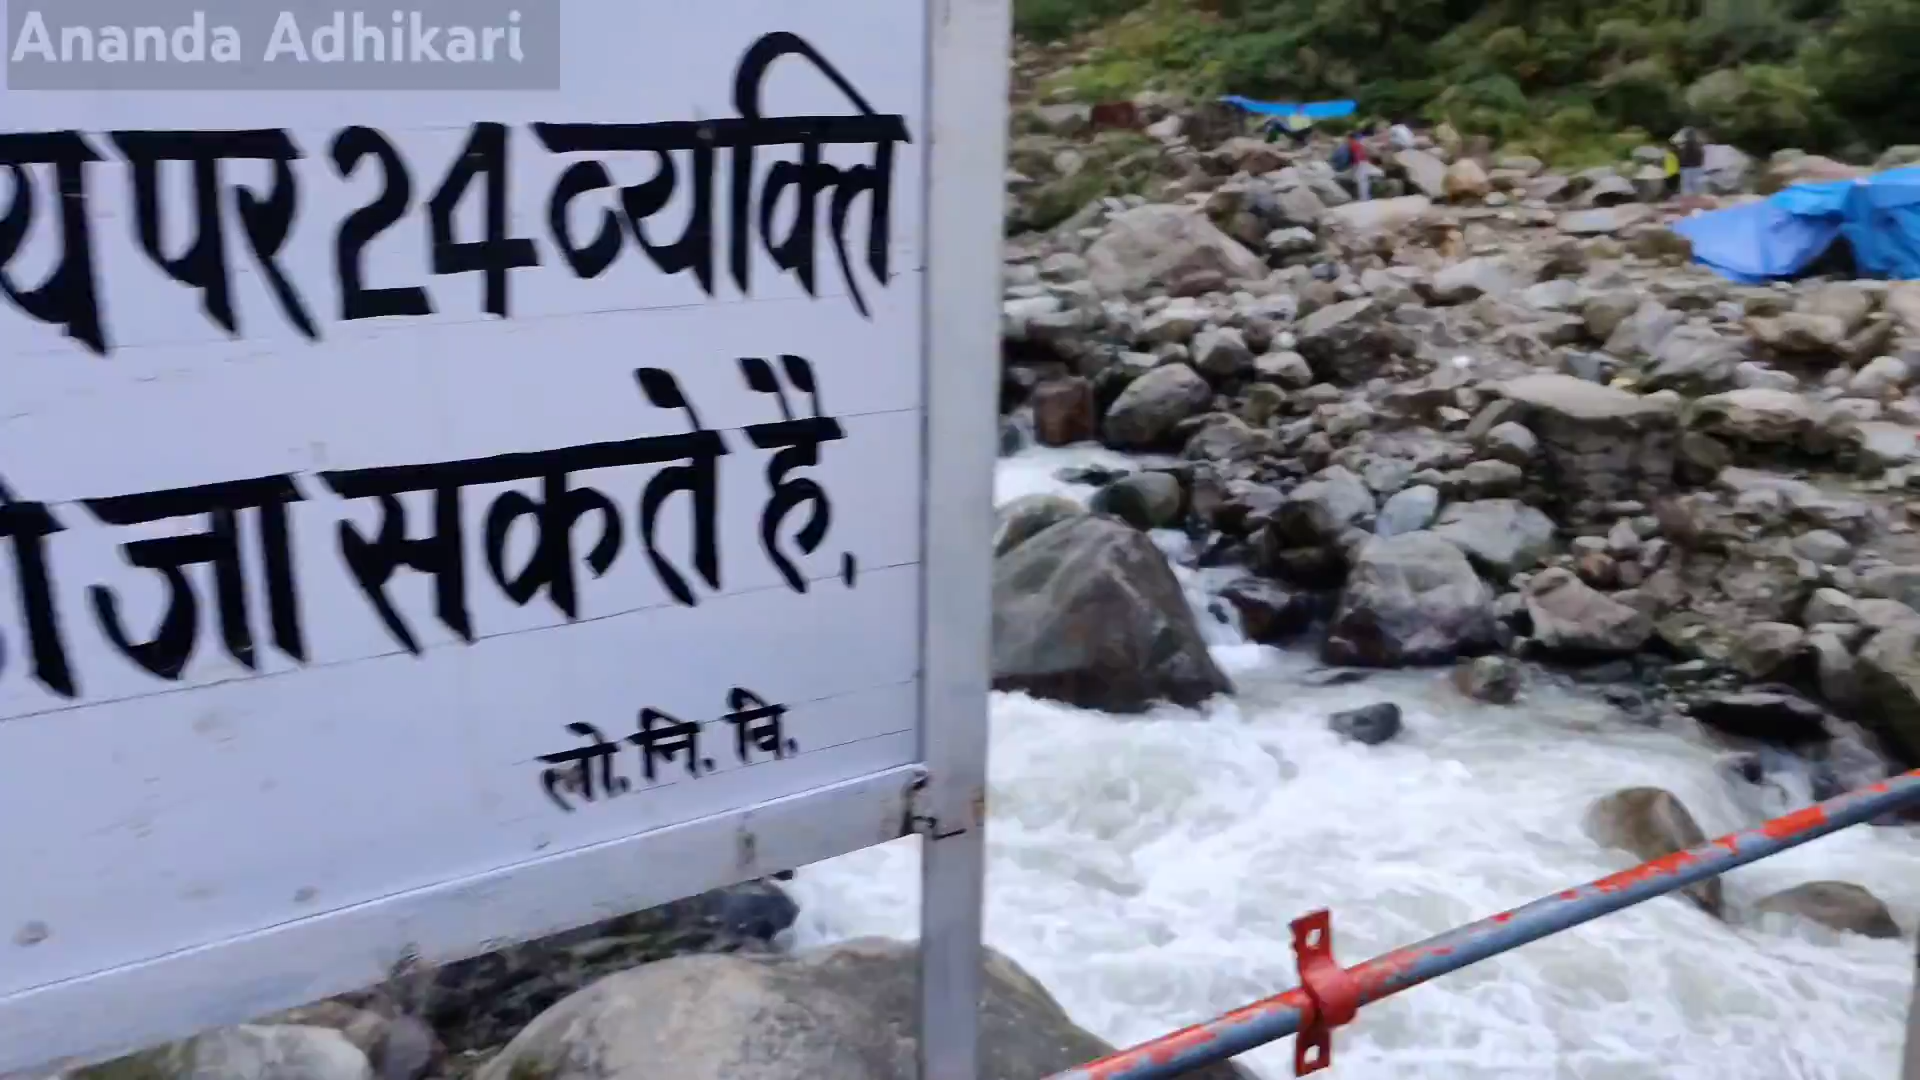 Ananda Adhikari
पर 24 व्यक्ति
जा सकते है.
लो. नि. वि.